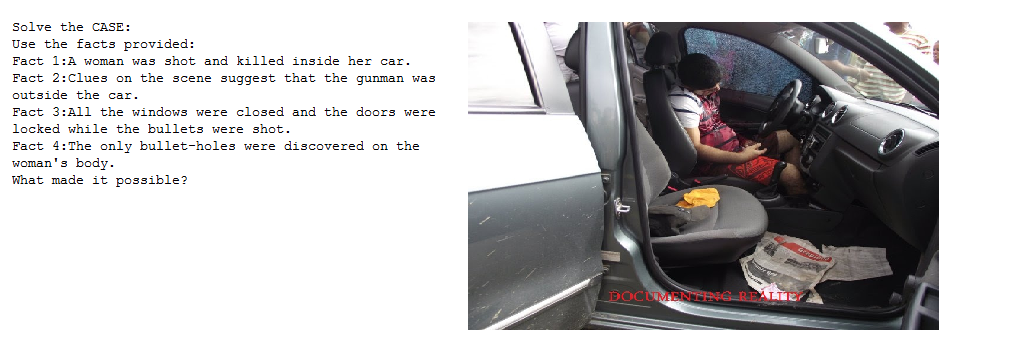 Solve the CASE:
Use the facts provided:
Fact 1:A woman was shot and killed inside her car.
Fact 2:Clues on the scene suggest that the gunman was
outside the car.
Fact 3:All the windows were closed and the doors were
locked while the bullets were shot.
Fact 4:The only bullet-holes were discovered on the
woman's body.
What made it possible?
DOCUMENTING REALITY